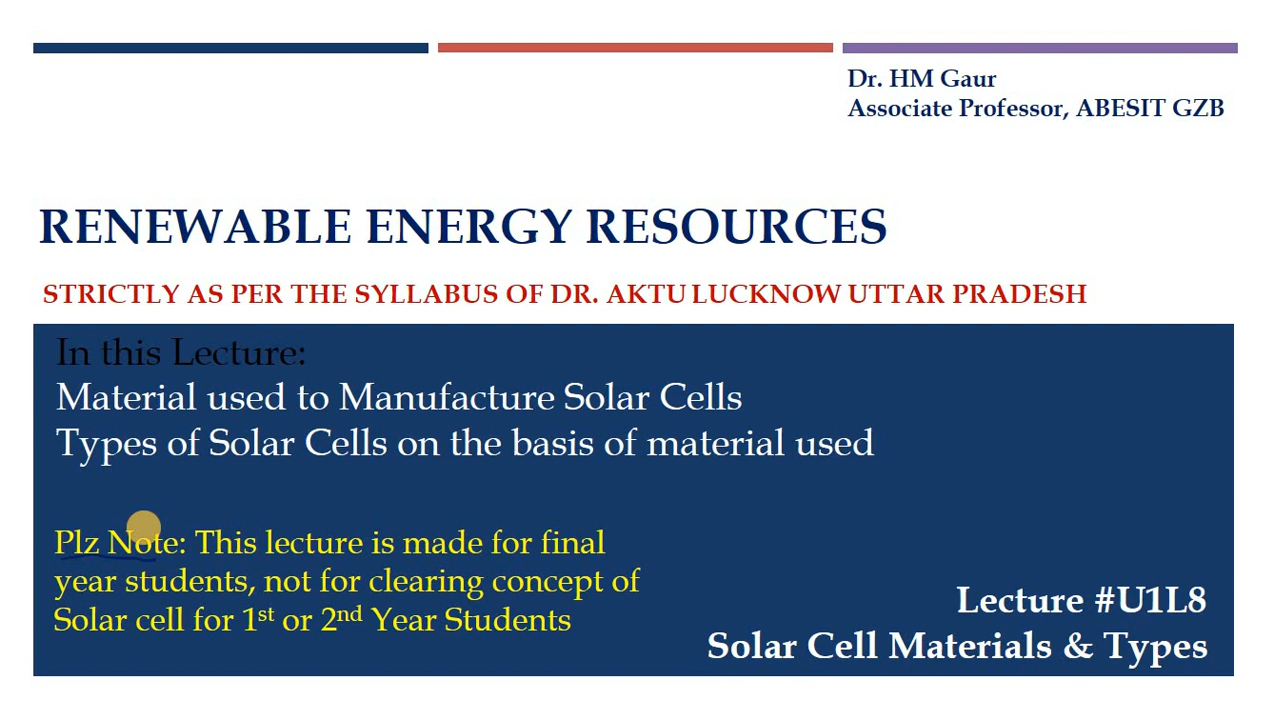 Dr. HM Gaur
Associate Professor, ABESIT GZB
RENEWABLE ENERGY RESOURCES
STRICTLY AS PER THE SYLLABUS OF DR. AKTU LUCKNOW UTTAR PRADESH
In this Lecture:
Material used to Manufacture Solar Cells
Types of Solar Cells on the basis of material used
Plz Note: This lecture is made for final
year students, not for clearing concept of
Solar cell for 1st or 2nd Year Students
Lecture #U1L8
Solar Cell Materials & Types